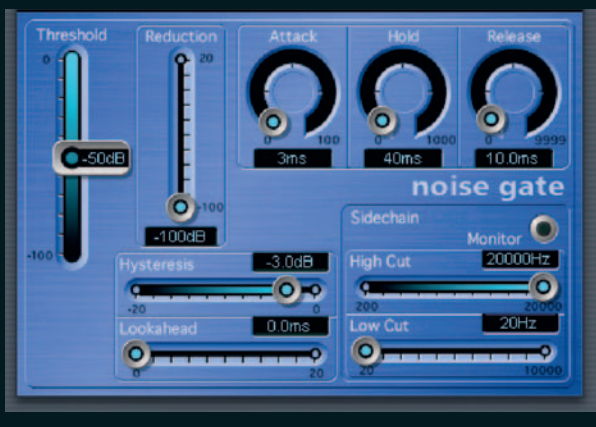 Threshold
0
-50dB
-100
Reduction
20
-100
-100dB
Attack
0 100
3ms
Hold
0 1000
40ms
Release
0 9999
10.0ms
noise gate
Sidechain
Monitor
Hysteresis -3.0dB
-20 0
Lookahead 0.0ms
0 20
High Cut 20000Hz
200 20000
Low Cut 20Hz
20 10000